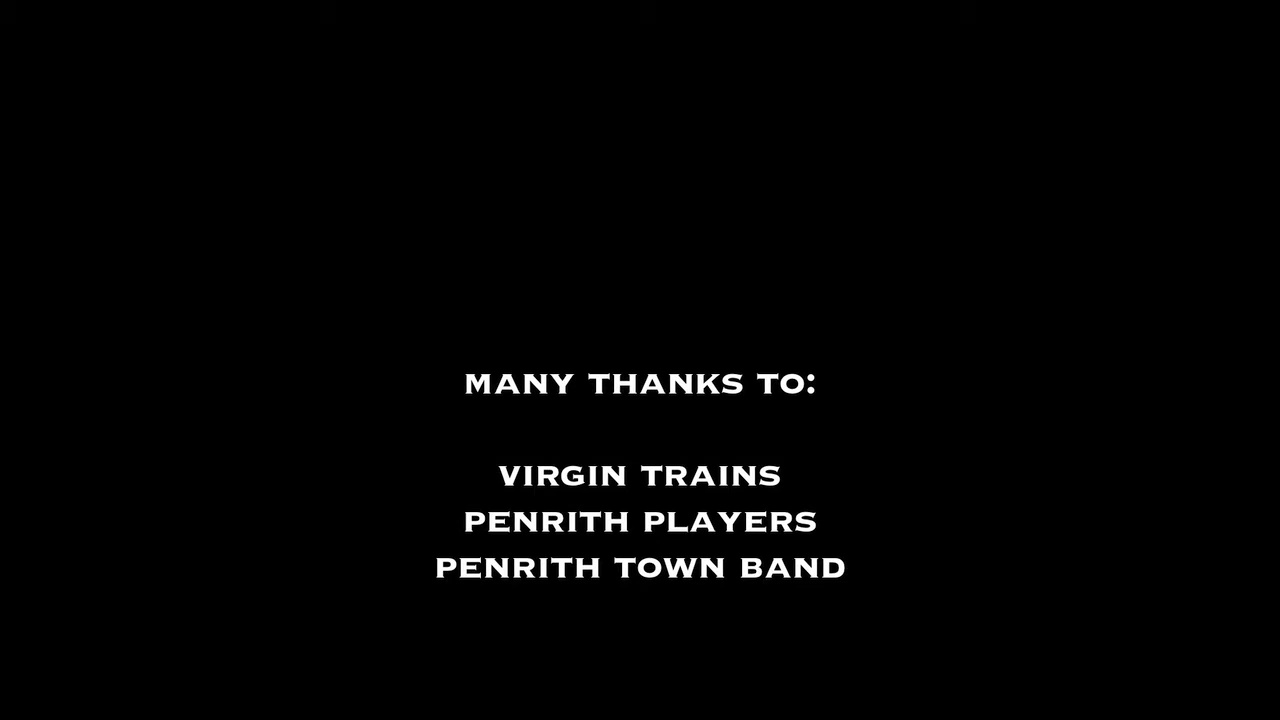 MANY THANKS TO:
VIRGIN TRAINS
PENRITH PLAYERS
PENRITH TOWN BAND